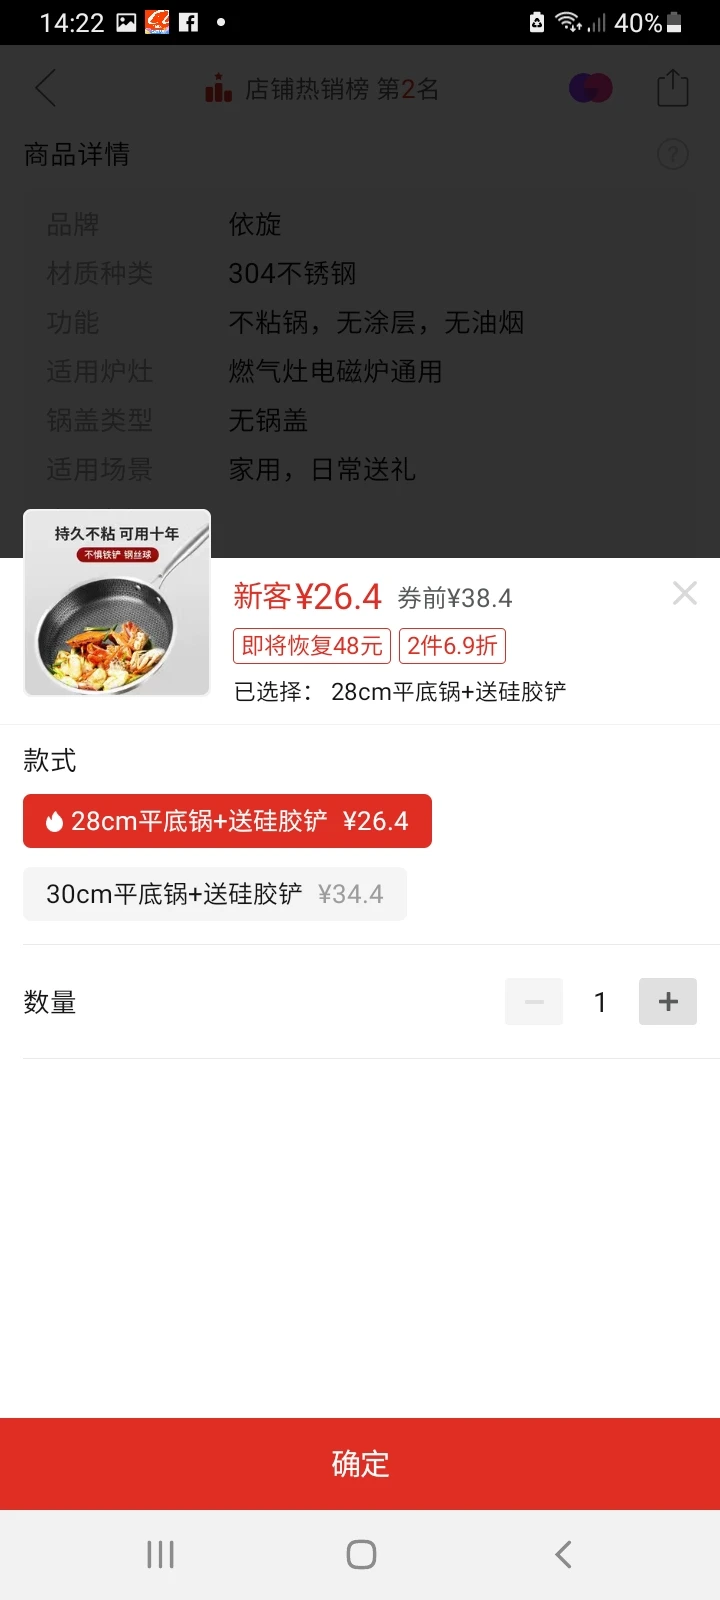 14:22
40%
店铺热销榜 第2名
商品详情
?
品牌 依旋
材质种类 304不锈钢
功能 不粘锅，无涂层，无油烟
适用炉灶 燃气灶电磁炉通用
锅盖类型 无锅盖
适用场景 家用，日常送礼
持久不粘 可用十年
不惧铁铲 钢丝球
新客¥26.4 券前¥38.4
即将恢复48元 2件6.9折
已选择： 28cm平底锅+送硅胶铲
款式
28cm平底锅+送硅胶铲 ¥26.4
30cm平底锅+送硅胶铲 ¥34.4
数量 1
确定